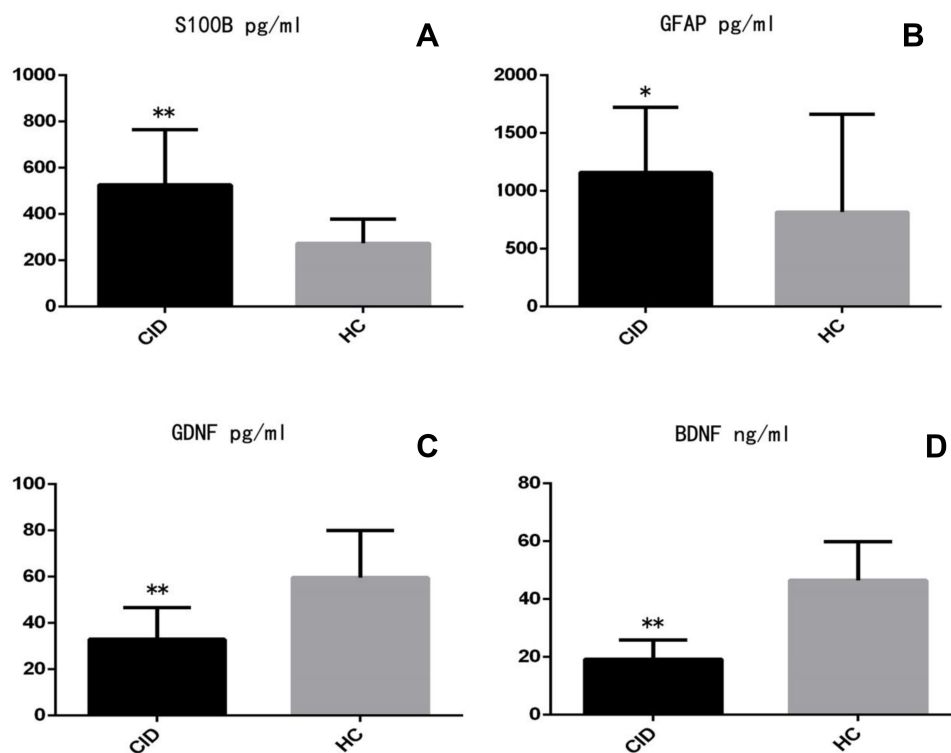 S100B pg/ml
A
1000
800
600
400
200
0
**
CID
HC
GFAP pg/ml
B
2000
1500
1000
500
0
*
CID
HC
GDNF pg/ml
C
100
80
60
40
20
0
**
CID
HC
BDNF ng/ml
D
80
60
40
20
0
**
CID
HC